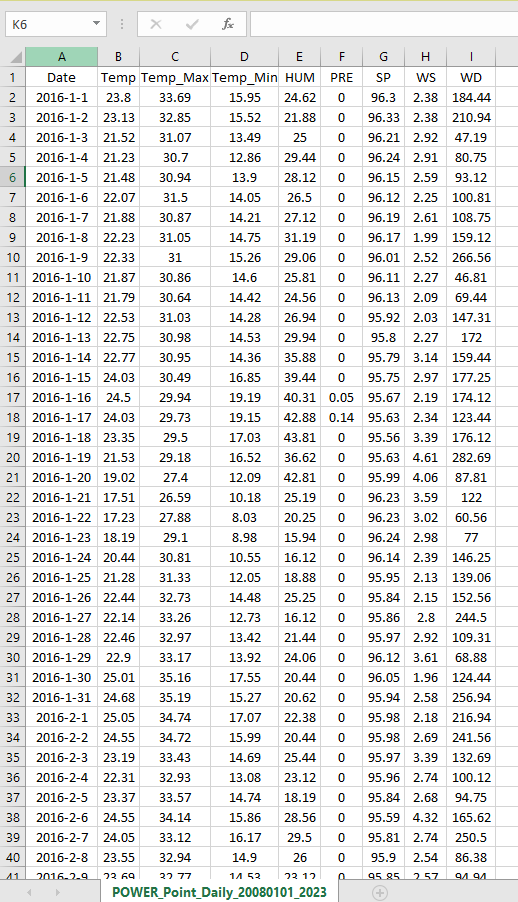 K6 fx
A B C D E F G H I
1 Date Temp Temp_Max Temp_Min HUM PRE SP WS WD
2 2016-1-1 23.8 33.69 15.95 24.62 0 96.3 2.38 184.44
3 2016-1-2 23.13 32.85 15.52 21.88 0 96.33 2.38 210.94
4 2016-1-3 21.52 31.07 13.49 25 0 96.21 2.92 47.19
5 2016-1-4 21.23 30.7 12.86 29.44 0 96.24 2.91 80.75
6 2016-1-5 21.48 30.94 13.9 28.12 0 96.15 2.59 93.12
7 2016-1-6 22.07 31.5 14.05 26.5 0 96.12 2.25 100.81
8 2016-1-7 21.88 30.87 14.21 27.12 0 96.19 2.61 108.75
9 2016-1-8 22.23 31.05 14.75 31.19 0 96.17 1.99 159.12
10 2016-1-9 22.33 31 15.26 29.06 0 96.01 2.52 266.56
11 2016-1-10 21.87 30.86 14.6 25.81 0 96.11 2.27 46.81
12 2016-1-11 21.79 30.64 14.42 24.56 0 96.13 2.09 69.44
13 2016-1-12 22.53 31.03 14.28 26.94 0 95.92 2.03 147.31
14 2016-1-13 22.75 30.98 14.53 29.94 0 95.8 2.27 172
15 2016-1-14 22.77 30.95 14.36 35.88 0 95.79 3.14 159.44
16 2016-1-15 24.03 30.49 16.85 39.44 0 95.75 2.97 177.25
17 2016-1-16 24.5 29.94 19.19 40.31 0.05 95.67 2.19 174.12
18 2016-1-17 24.03 29.73 19.15 42.88 0.14 95.63 2.34 123.44
19 2016-1-18 23.35 29.5 17.03 43.81 0 95.56 3.39 176.12
20 2016-1-19 21.53 29.18 16.52 36.62 0 95.63 4.61 282.69
21 2016-1-20 19.02 27.4 12.09 42.81 0 95.99 4.06 87.81
22 2016-1-21 17.51 26.59 10.18 25.19 0 96.23 3.59 122
23 2016-1-22 17.23 27.88 8.03 20.25 0 96.23 3.02 60.56
24 2016-1-23 18.19 29.1 8.98 15.94 0 96.24 2.98 77
25 2016-1-24 20.44 30.81 10.55 16.12 0 96.14 2.39 146.25
26 2016-1-25 21.28 31.33 12.05 18.88 0 95.95 2.13 139.06
27 2016-1-26 22.44 32.73 14.48 25.25 0 95.84 2.15 152.56
28 2016-1-27 22.14 33.26 12.73 16.12 0 95.86 2.8 244.5
29 2016-1-28 22.46 32.97 13.42 21.44 0 95.97 2.92 109.31
30 2016-1-29 22.9 33.17 13.92 24.06 0 96.12 3.61 68.88
31 2016-1-30 25.01 35.16 17.55 20.44 0 96.05 1.96 124.44
32 2016-1-31 24.68 35.19 15.27 20.62 0 95.94 2.58 256.94
33 2016-2-1 25.05 34.74 17.07 22.38 0 95.98 2.18 216.94
34 2016-2-2 24.55 34.72 15.99 20.44 0 95.98 2.69 241.56
35 2016-2-3 23.19 33.43 14.69 25.44 0 95.97 3.39 132.69
36 2016-2-4 22.31 32.93 13.08 23.12 0 95.96 2.74 100.12
37 2016-2-5 23.37 33.57 14.74 18.19 0 95.84 2.68 94.75
38 2016-2-6 24.55 34.14 15.86 28.56 0 95.59 4.32 165.62
39 2016-2-7 24.05 33.12 16.17 29.5 0 95.81 2.74 250.5
40 2016-2-8 23.55 32.94 14.9 26 0 95.9 2.54 86.38
41 2016-2-9 23.69 32.77 14.53 23.12 0 95.85 2.57 94.94
POWER_Point_Daily_20080101_2023